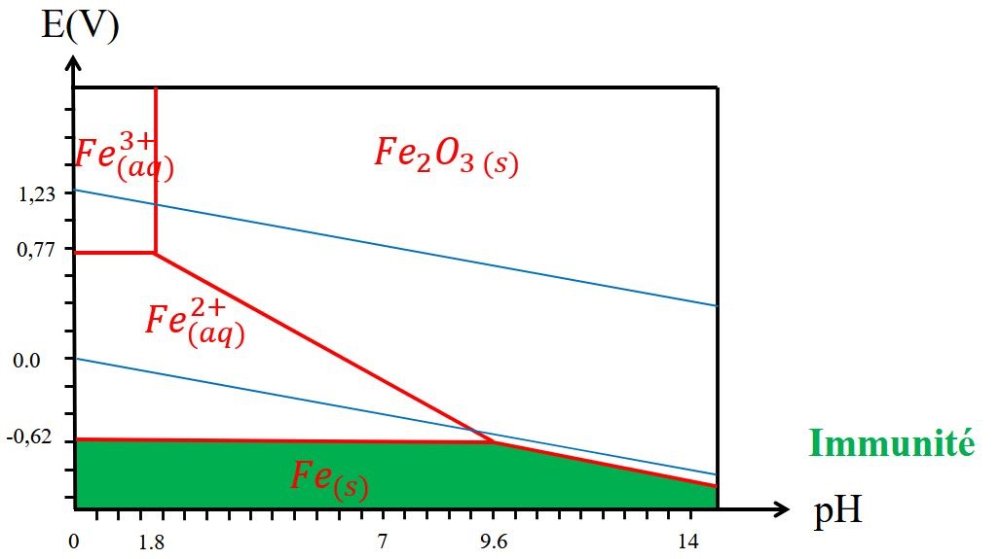 E(V)
Fe³⁺(aq)
Fe₂O₃ (s)
1,23
0,77
Fe²⁺(aq)
0.0
-0,62
Immunité
Fe(s)
pH
0 1.8 7 9.6 14